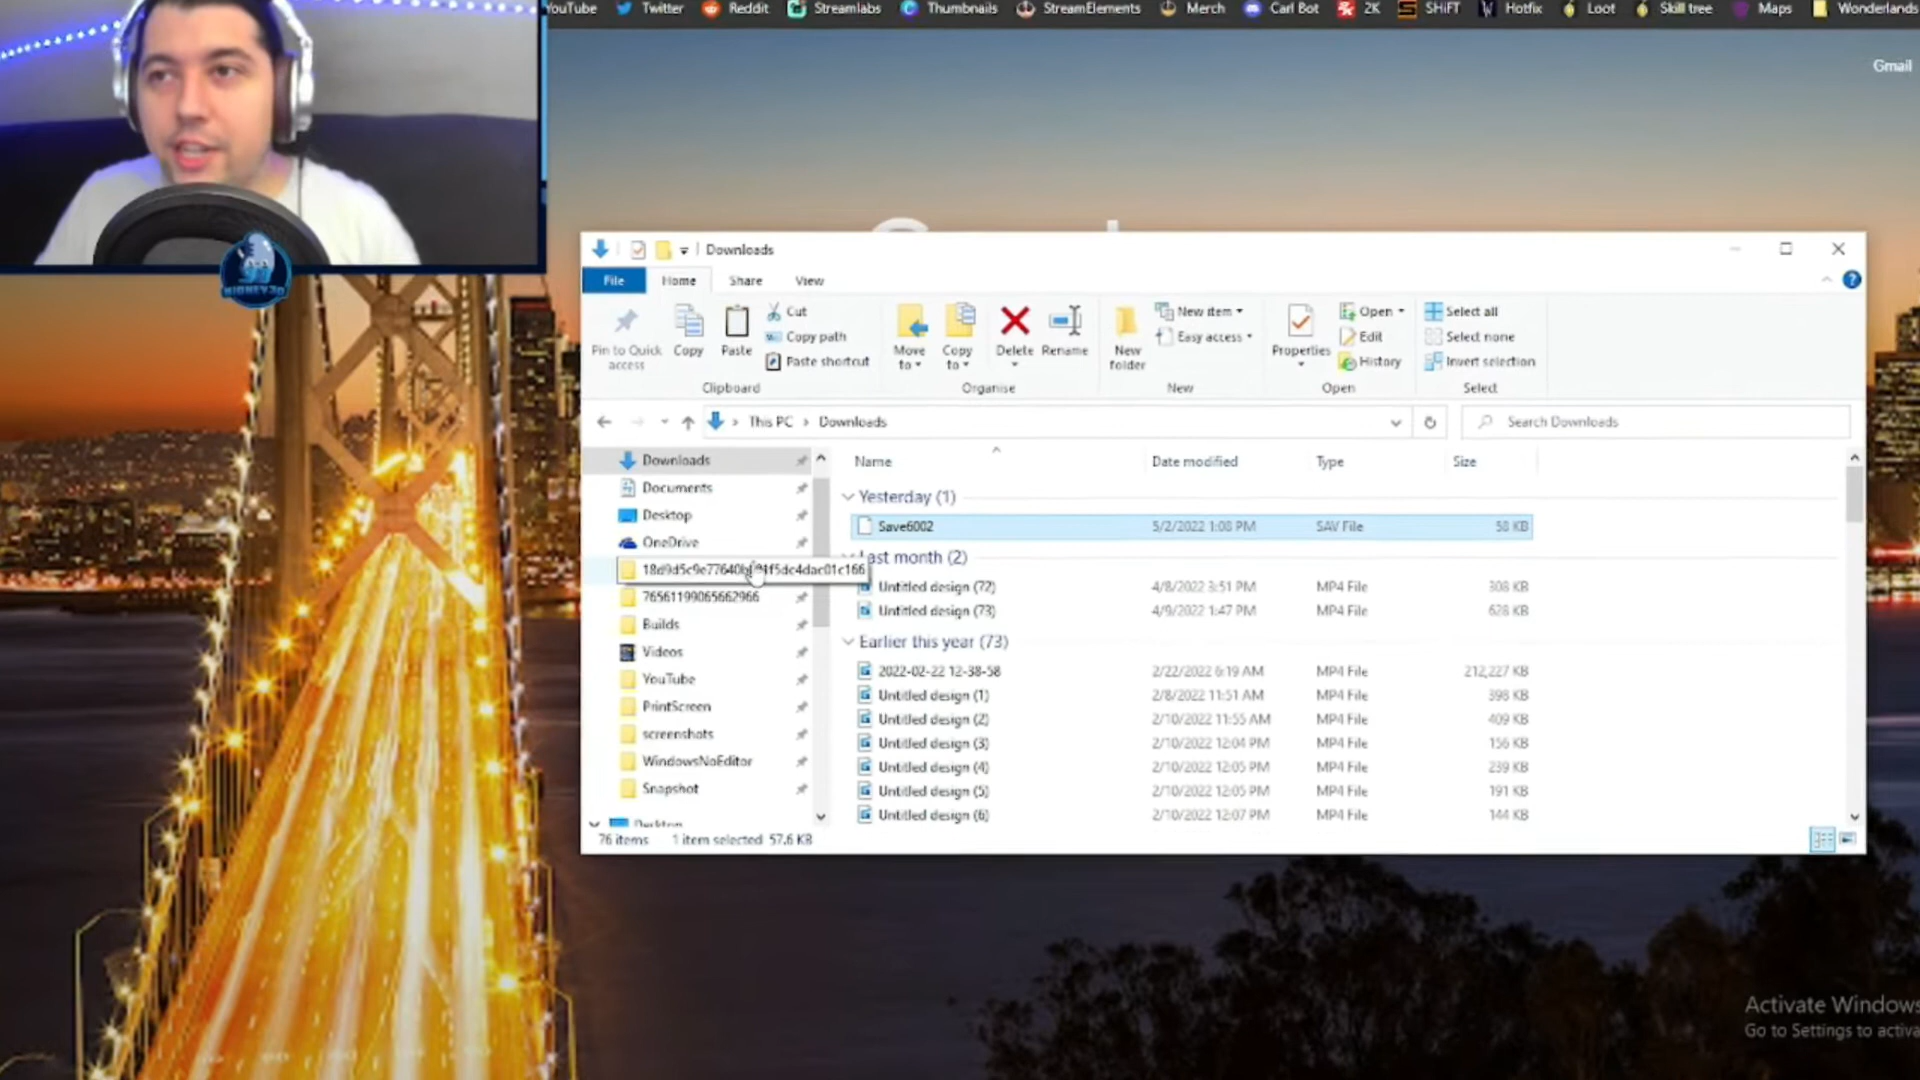 YouTube Twitter Reddit Streamlabs Thumbnails StreamElements Merch Carl Bot 2K SHiFT Hotfix Loot Skill tree Maps Wonderlands
Gmail
KIDNEY30
Downloads
File Home Share View
Pin to Quick access
Copy
Paste
Cut
Copy path
Paste shortcut
Clipboard
Move to
Copy to
Delete
Rename
Organise
New folder
New item
Easy access
New
Properties
Open
Edit
History
Open
Select all
Select none
Invert selection
Select
This PC > Downloads
Search Downloads
Downloads
Documents
Desktop
OneDrive
76561199065662966
Builds
Videos
YouTube
PrintScreen
screenshots
WindowsNoEditor
Snapshot
Desktop
Name Date modified Type Size
Yesterday (1)
Save6002 5/2/2022 1:08 PM SAV File 58 KB
Last month (2)
Untitled design (72) 4/8/2022 3:51 PM MP4 File 308 KB
Untitled design (73) 4/9/2022 1:47 PM MP4 File 628 KB
Earlier this year (73)
2022-02-22 12-38-58 2/22/2022 6:19 AM MP4 File 212,227 KB
Untitled design (1) 2/8/2022 11:51 AM MP4 File 398 KB
Untitled design (2) 2/10/2022 11:55 AM MP4 File 409 KB
Untitled design (3) 2/10/2022 12:04 PM MP4 File 156 KB
Untitled design (4) 2/10/2022 12:05 PM MP4 File 239 KB
Untitled design (5) 2/10/2022 12:05 PM MP4 File 191 KB
Untitled design (6) 2/10/2022 12:07 PM MP4 File 144 KB
76 items 1 item selected 57.6 KB
Activate Windows
Go to Settings to activa